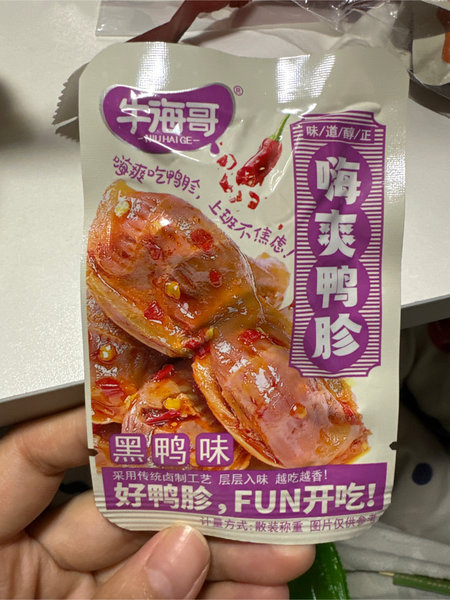 牛海哥®
NIU HAI GE
味/道/醇/正
嗨爽鸭胗
嗨爽吃鸭胗，
上班不焦虑！
黑鸭味
采用传统卤制工艺 层层入味 越吃越香！
好鸭胗，FUN开吃！
计量方式：散装称重 图片仅供参考